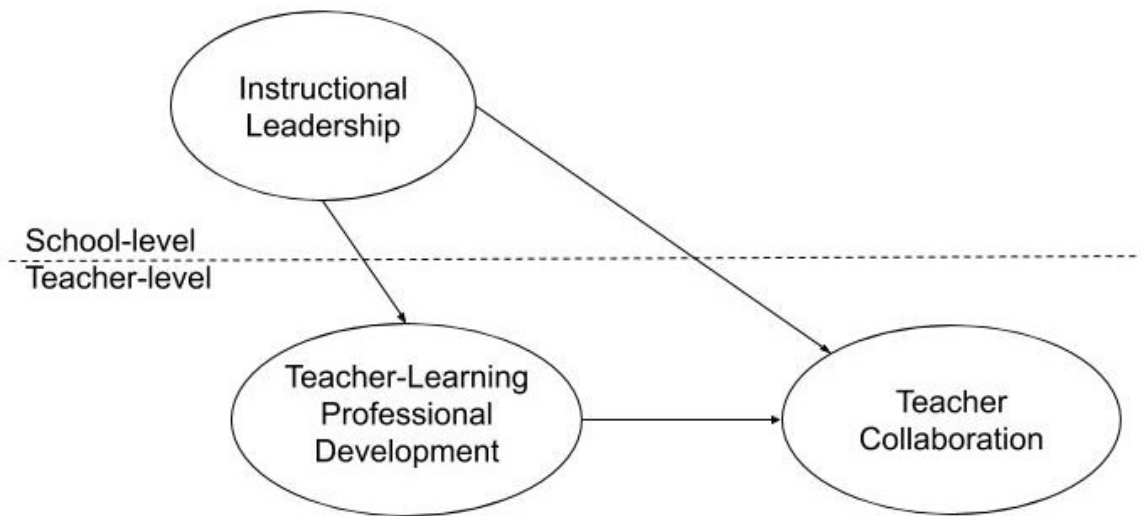 Instructional
Leadership
School-level
Teacher-level
Teacher-Learning
Professional
Development
Teacher
Collaboration